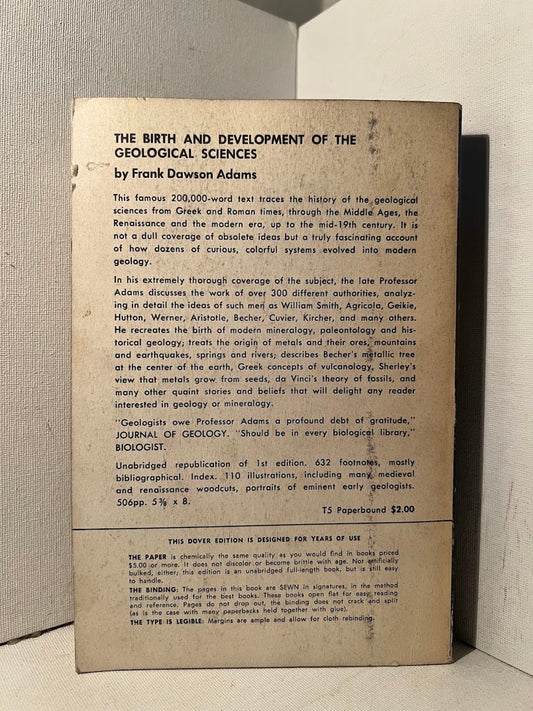 THE BIRTH AND DEVELOPMENT OF THE
GEOLOGICAL SCIENCES
by Frank Dawson Adams
This famous 200,000-word text traces the history of the geological
sciences from Greek and Roman times, through the Middle Ages, the
Renaissance and the modern era, up to the mid-19th century. It is
not a dull coverage of obsolete ideas but a truly fascinating account
of how dozens of curious, colorful systems evolved into modern
geology.
In his extremely thorough coverage of the subject, the late Professor
Adams discusses the work of over 300 different authorities, analyz-
ing in detail the ideas of such men as William Smith, Agricola, Geikie,
Hutton, Werner, Aristotle, Becher, Cuvier, Kircher, and many others.
He recreates the birth of modern mineralogy, paleontology and his-
torical geology; treats the origin of metals and their ores, mountains
and earthquakes, springs and rivers; describes Becher's metallic tree
at the center of the earth, Greek concepts of vulcanology, Sherley's
view that metals grow from seeds, da Vinci's theory of fossils, and
many other quaint stories and beliefs that will delight any reader
interested in geology or mineralogy.
"Geologists owe Professor Adams a profound debt of gratitude,"
JOURNAL OF GEOLOGY. "Should be in every biological library,"
BIOLOGIST.
Unabridged republication of 1st edition. 632 footnotes, mostly
bibliographical. Index. 110 illustrations, including many medieval
and renaissance woodcuts, portraits of eminent early geologists.
506pp. 5⅜ x 8.
T5 Paperbound $2.00
THIS DOVER EDITION IS DESIGNED FOR YEARS OF USE
THE PAPER is chemically the same quality as you would find in books priced
$5.00 or more. It does not discolor or become brittle with age. Not artificially
bulked, either; this edition is an unabridged full-length book, but is still easy
to handle.
THE BINDING: The pages in this book are SEWN in signatures, in the method
traditionally used for the best books. These books open flat for easy reading
and reference. Pages do not drop out, the binding does not crack and split
(as is the case with many paperbacks held together with glue).
THE TYPE IS LEGIBLE: Margins are ample and allow for cloth rebinding.